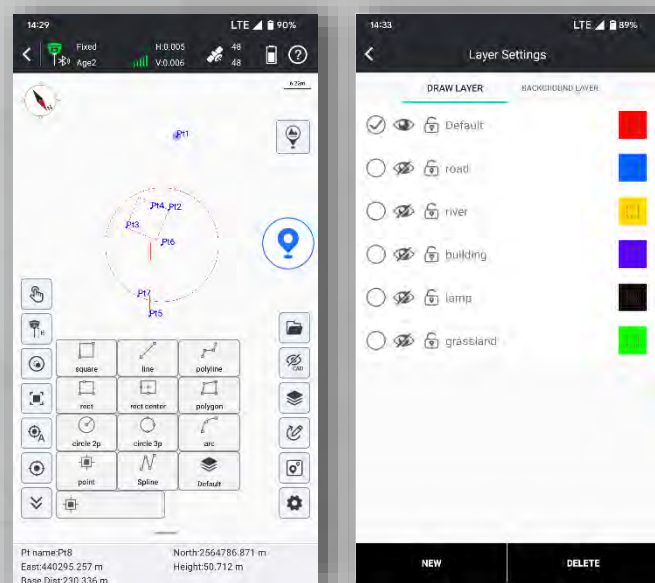 14:29
LTE 90%
Fixed
H:0.005
48
Age2
V:0.006
48
6.22m
Pt1
Pt4
Pt2
Pt3
Pt6
Pt7
Pt5
square
line
polyline
rect
rect center
polygon
circle 2p
circle 3p
arc
point
Spline
Default
R
CAD
A
Pt name:Pt8
North:2564786.871 m
East:440295.257 m
Height:50.712 m
Base Dist:230.336 m
14:33
LTE 89%
Layer Settings
DRAW LAYER
BACKGROUND LAYER
Default
road
river
building
lamp
grassland
NEW
DELETE